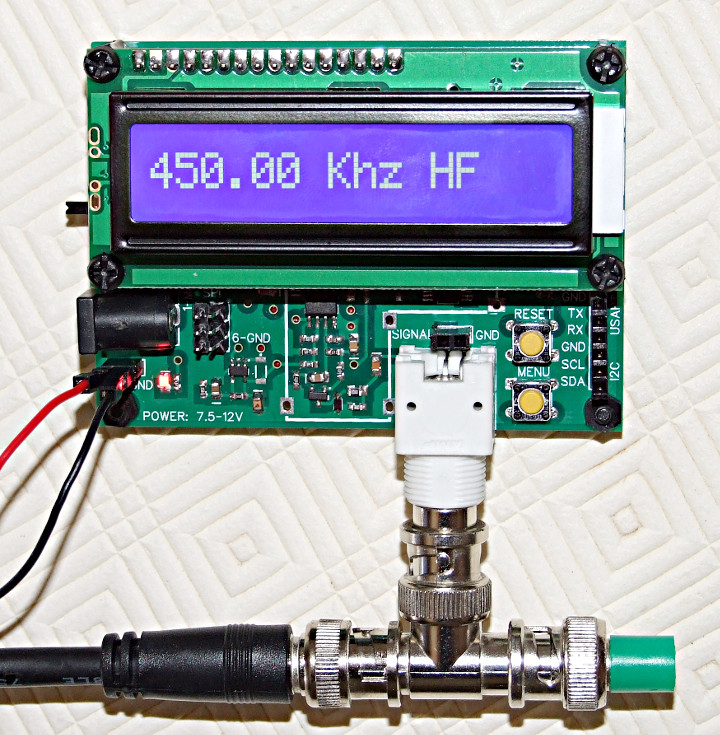 450.00 Khz HF
GND
TX
RX
GND
SCL
SDA
USAR
I2C
RESET
MENU
SIGNAL
GND
6-GND
GND
POWER: 7.5-12V